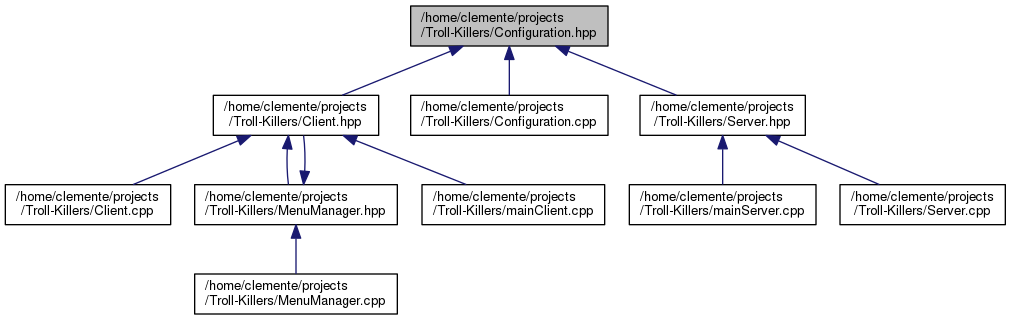 /home/clemente/projects
/Troll-Killers/Configuration.hpp
/home/clemente/projects
/Troll-Killers/Client.hpp
/home/clemente/projects
/Troll-Killers/Configuration.cpp
/home/clemente/projects
/Troll-Killers/Server.hpp
/home/clemente/projects
/Troll-Killers/Client.cpp
/home/clemente/projects
/Troll-Killers/MenuManager.hpp
/home/clemente/projects
/Troll-Killers/mainClient.cpp
/home/clemente/projects
/Troll-Killers/mainServer.cpp
/home/clemente/projects
/Troll-Killers/Server.cpp
/home/clemente/projects
/Troll-Killers/MenuManager.cpp